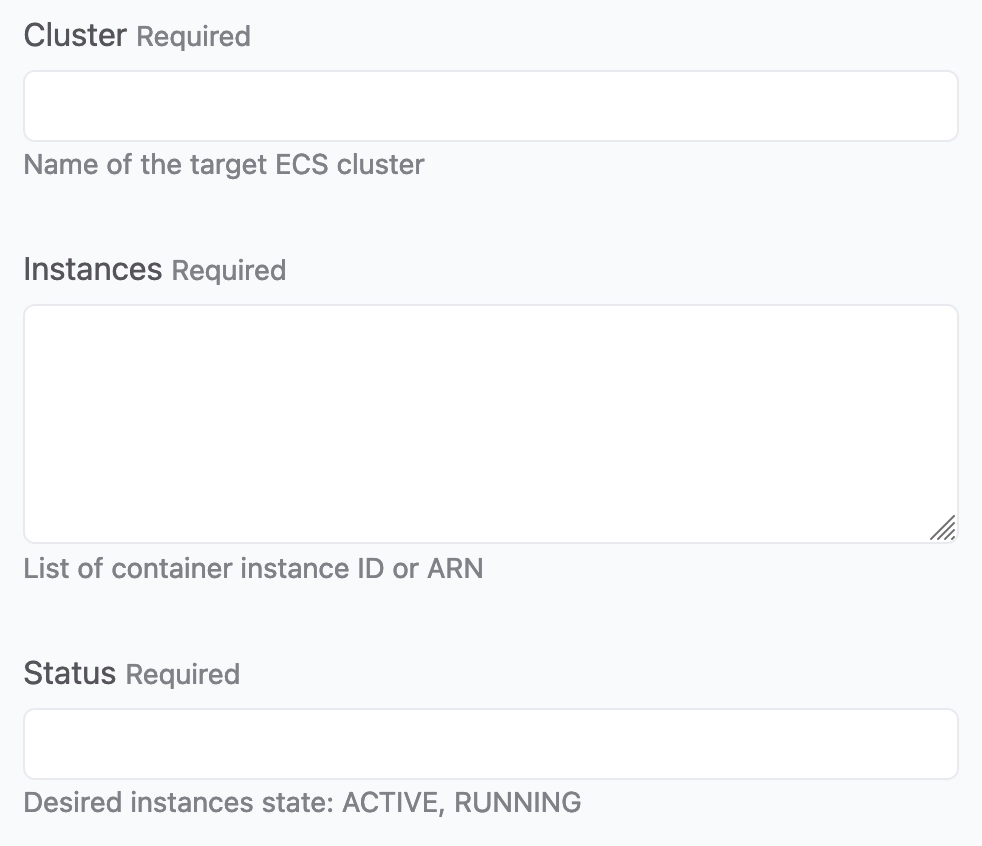 Cluster Required
Name of the target ECS cluster
Instances Required
List of container instance ID or ARN
Status Required
Desired instances state: ACTIVE, RUNNING